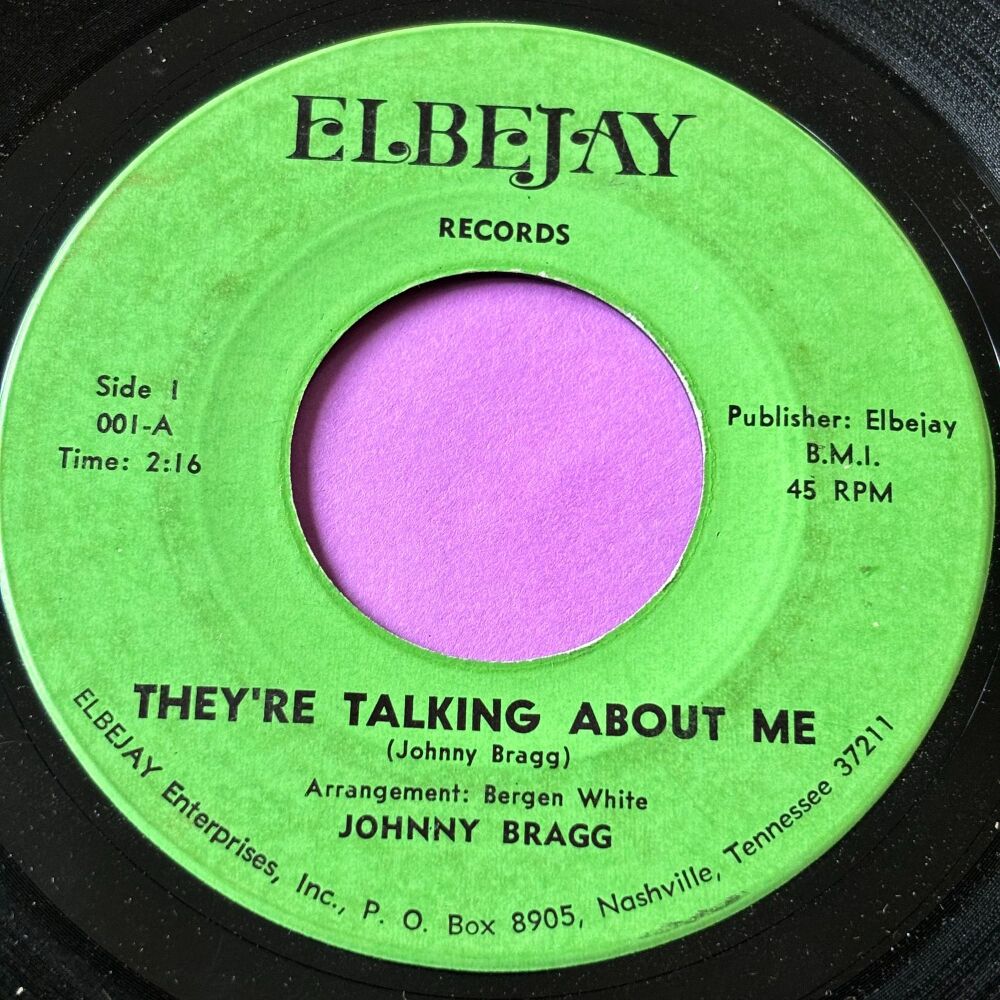 ELBEJAY
RECORDS
Side 1
001-A
Time: 2:16
Publisher: Elbejay
B.M.I.
45 RPM
THEY'RE TALKING ABOUT ME
(Johnny Bragg)
Arrangement: Bergen White
JOHNNY BRAGG
ELBEJAY Enterprises, Inc., P. O. Box 8905, Nashville, Tennessee 37211